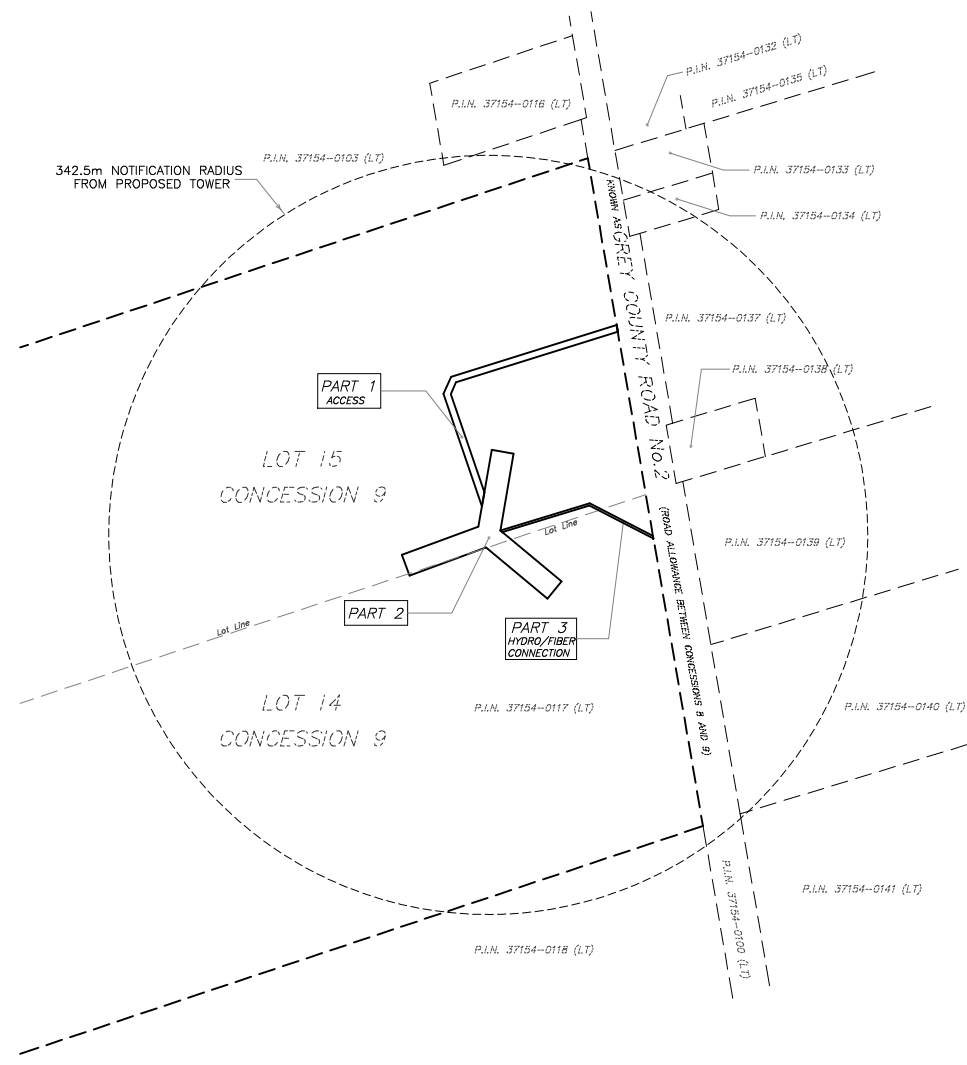 P.I.N. 37154-0132 (LT)
P.I.N. 37154-0135 (LT)
P.I.N. 37154-0116 (LT)
P.I.N. 37154-0103 (LT)
342.5m NOTIFICATION RADIUS
FROM PROPOSED TOWER
P.I.N. 37154-0133 (LT)
P.I.N. 37154-0134 (LT)
KNOWN AS GREY COUNTY ROAD No.2 (ROAD ALLOWANCE BETWEEN CONCESSIONS 8 AND 9)
P.I.N. 37154-0137 (LT)
P.I.N. 37154-0138 (LT)
PART 1
ACCESS
LOT 15
CONCESSION 9
Lot Line
P.I.N. 37154-0139 (LT)
PART 2
Lot Line
PART 3
HYDRO/FIBER
CONNECTION
LOT 14
CONCESSION 9
P.I.N. 37154-0117 (LT)
P.I.N. 37154-0140 (LT)
P.I.N. 37154-0141 (LT)
P.I.N. 37154-0100 (LT)
P.I.N. 37154-0118 (LT)